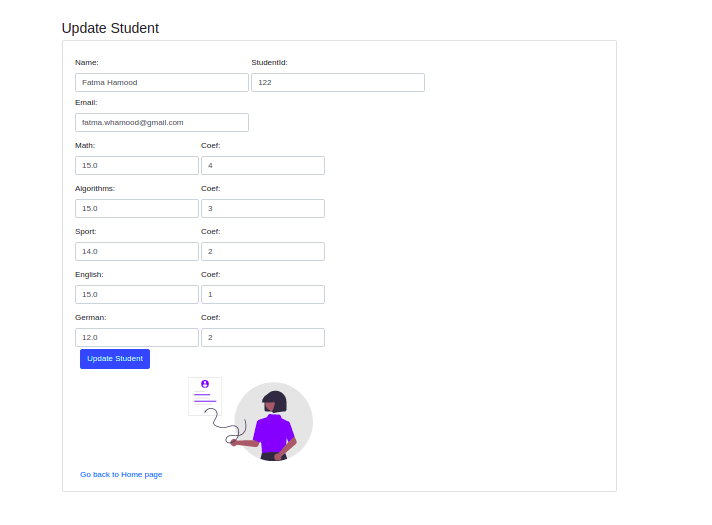 Update Student
Name: StudentId:
Fatma Hamood 122
Email:
fatma.whamood@gmail.com
Math: Coef:
15.0 4
Algorithms: Coef:
15.0 3
Sport: Coef:
14.0 2
English: Coef:
15.0 1
German: Coef:
12.0 2
Update Student
Go back to Home page